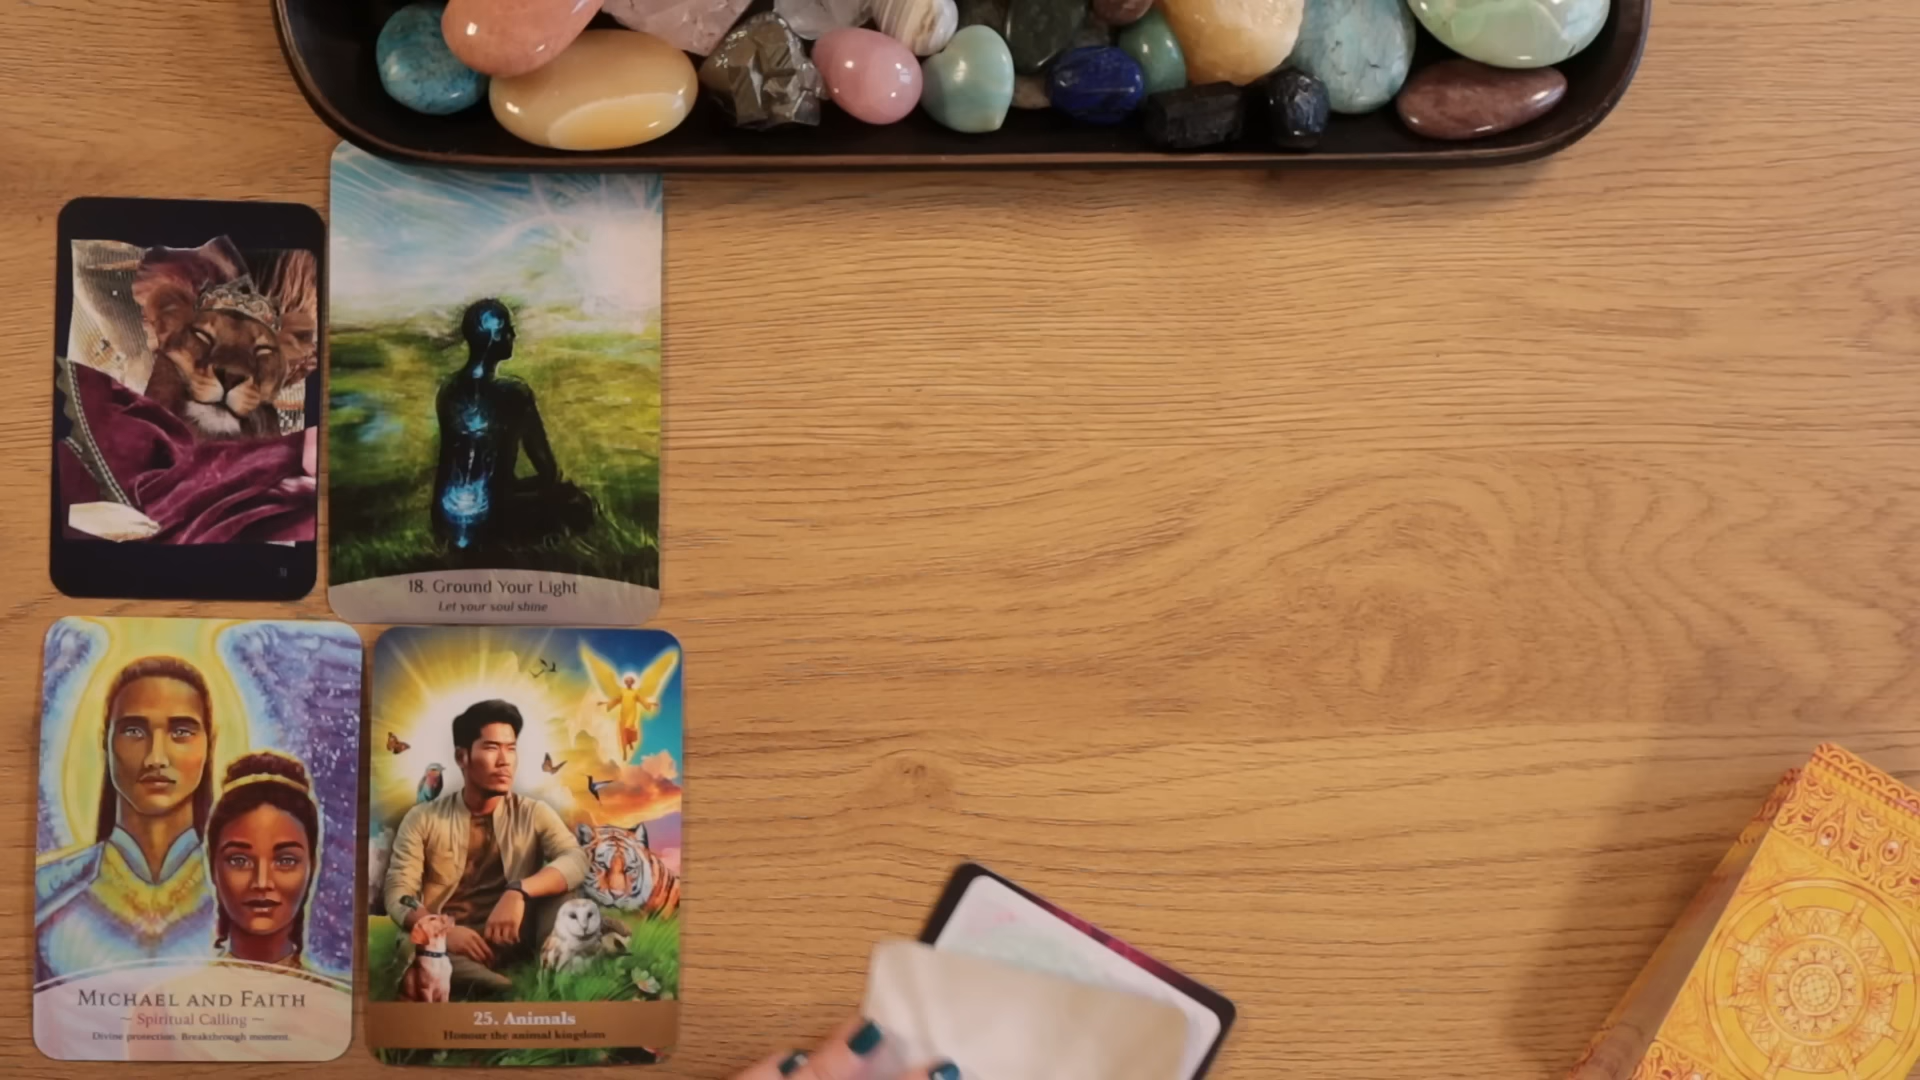 18. Ground Your Light
Let your soul shine
MICHAEL AND FAITH
~ Spiritual Calling ~
Divine protection. Breakthrough moment.
25. Animals
Honour the animal kingdom